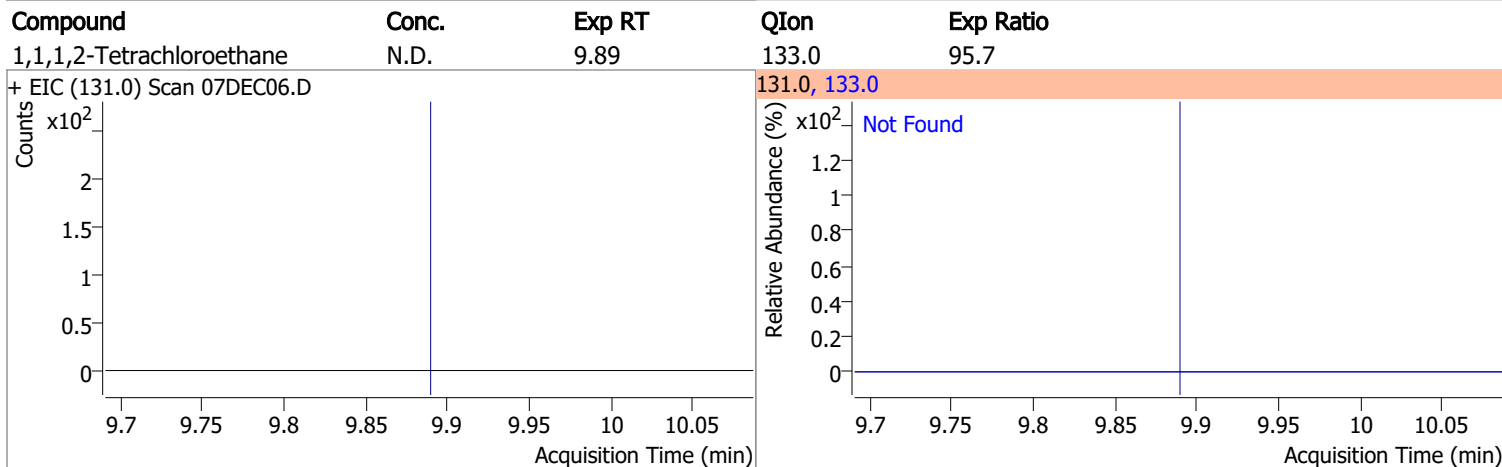 Compound Conc. Exp RT QIon Exp Ratio
1,1,1,2-Tetrachloroethane N.D. 9.89 133.0 95.7
+ EIC (131.0) Scan 07DEC06.D
Counts
x10²
2
1.5
1
0.5
0
9.7 9.75 9.8 9.85 9.9 9.95 10 10.05
Acquisition Time (min)
131.0, 133.0
Relative Abundance (%)
x10²
Not Found
1.2
1
0.8
0.6
0.4
0.2
0
9.7 9.75 9.8 9.85 9.9 9.95 10 10.05
Acquisition Time (min)